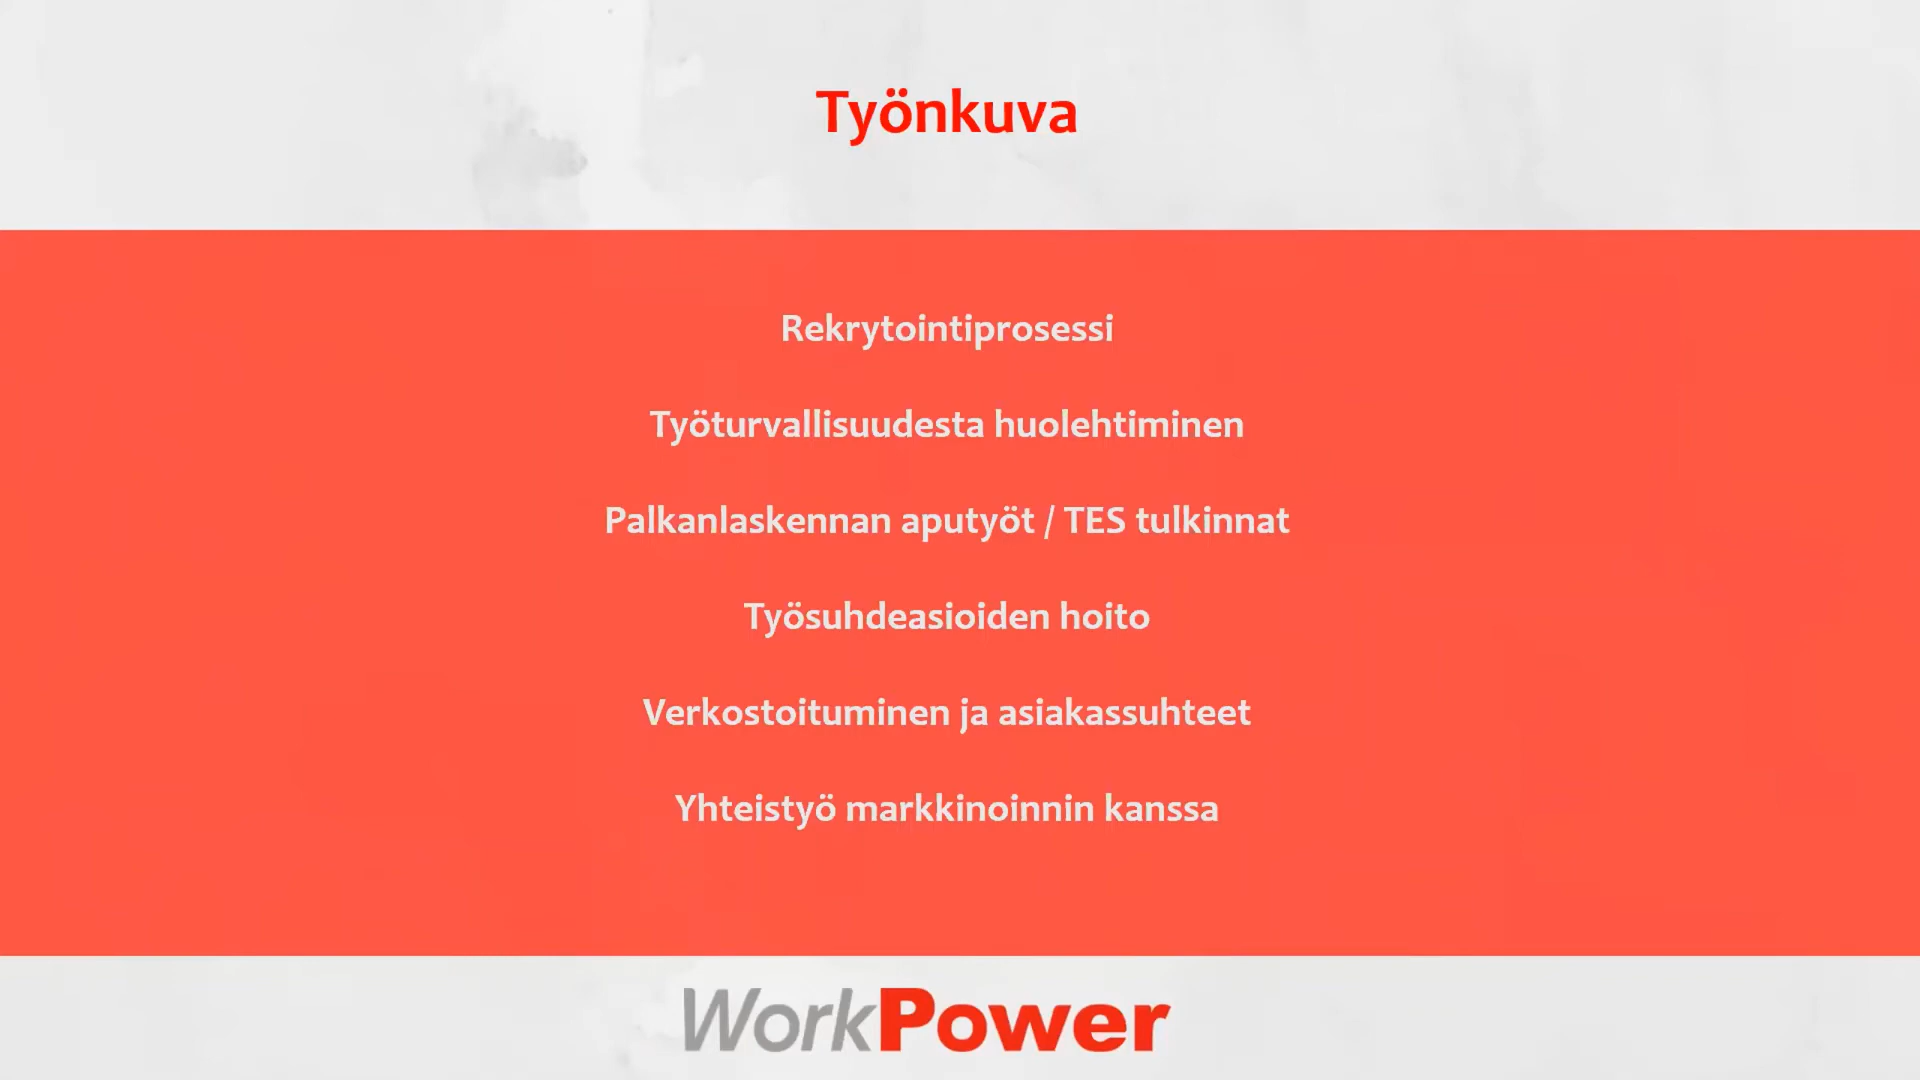 Työnkuva
Rekrytointiprosessi
Työturvallisuudesta huolehtiminen
Palkanlaskennan aputyöt / TES tulkinnat
Työsuhdeasioiden hoito
Verkostoituminen ja asiakassuhteet
Yhteistyö markkinoinnin kanssa
WorkPower